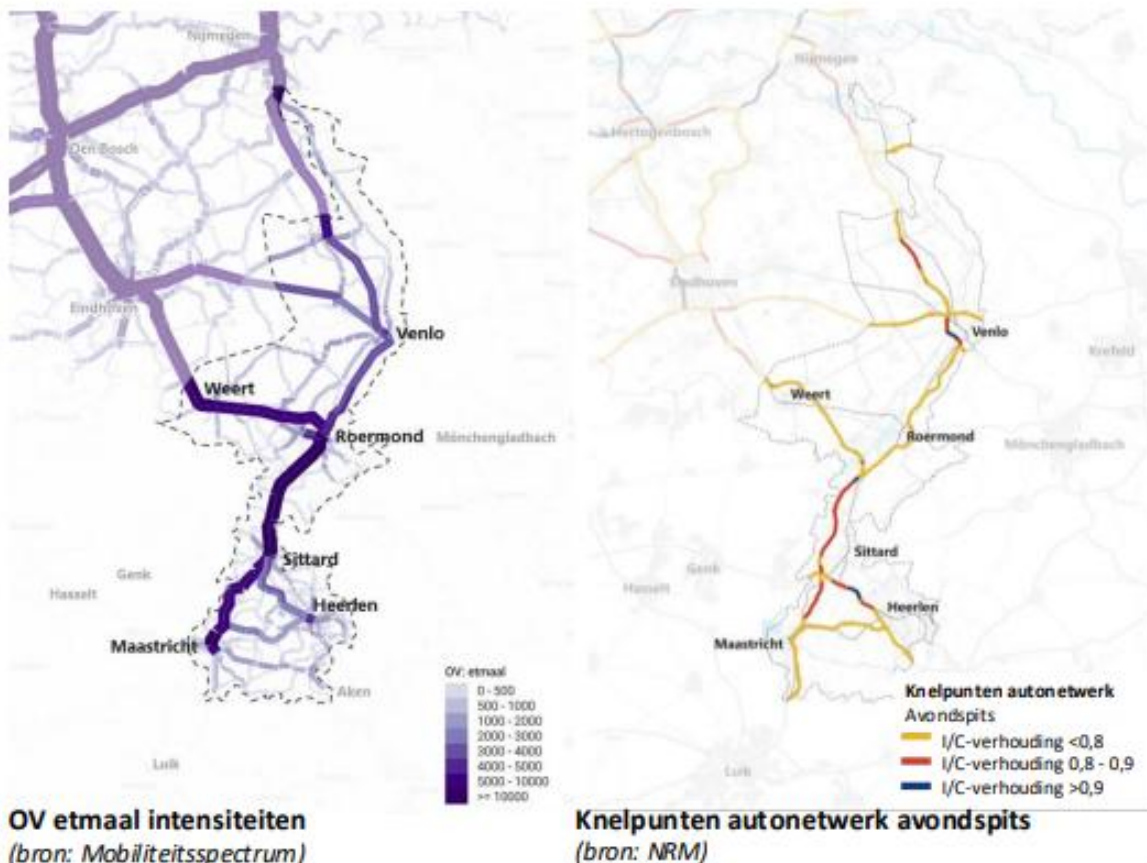 Nijmegen
Den Bosch
Eindhoven
Venlo
Weert
Roermond
Mönchengladbach
Sittard
Genk
Hasselt
Heerlen
Maastricht
Aken
Luik
OV: etmaal
0 - 500
500 - 1000
1000 - 2000
2000 - 3000
3000 - 4000
4000 - 5000
5000 - 10000
>= 10000
OV etmaal intensiteiten
(bron: Mobiliteitsspectrum)
Nijmegen
Hertogenbosch
Eindhoven
Venlo
Krefeld
Weert
Roermond
Mönchengladbach
Sittard
Genk
Hasselt
Heerlen
Maastricht
Luik
Knelpunten autonetwerk
Avondspits
I/C-verhouding <0,8
I/C-verhouding 0,8 - 0,9
I/C-verhouding >0,9
Knelpunten autonetwerk avondspits
(bron: NRM)